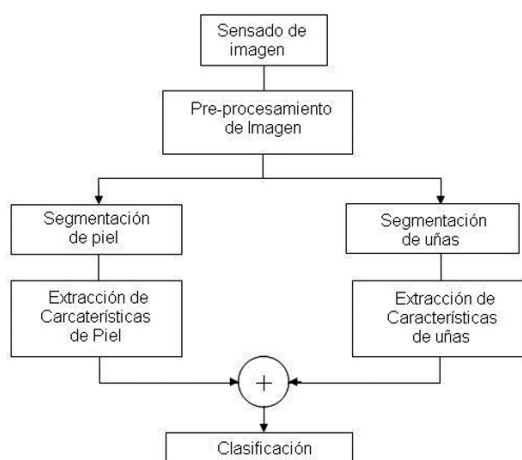 Sensado de
imagen
Pre-procesamiento
de Imagen
Segmentación
de piel
Segmentación
de uñas
Extracción de
Carcaterísticas
de Piel
Extracción de
Características
de uñas
+
Clasificación